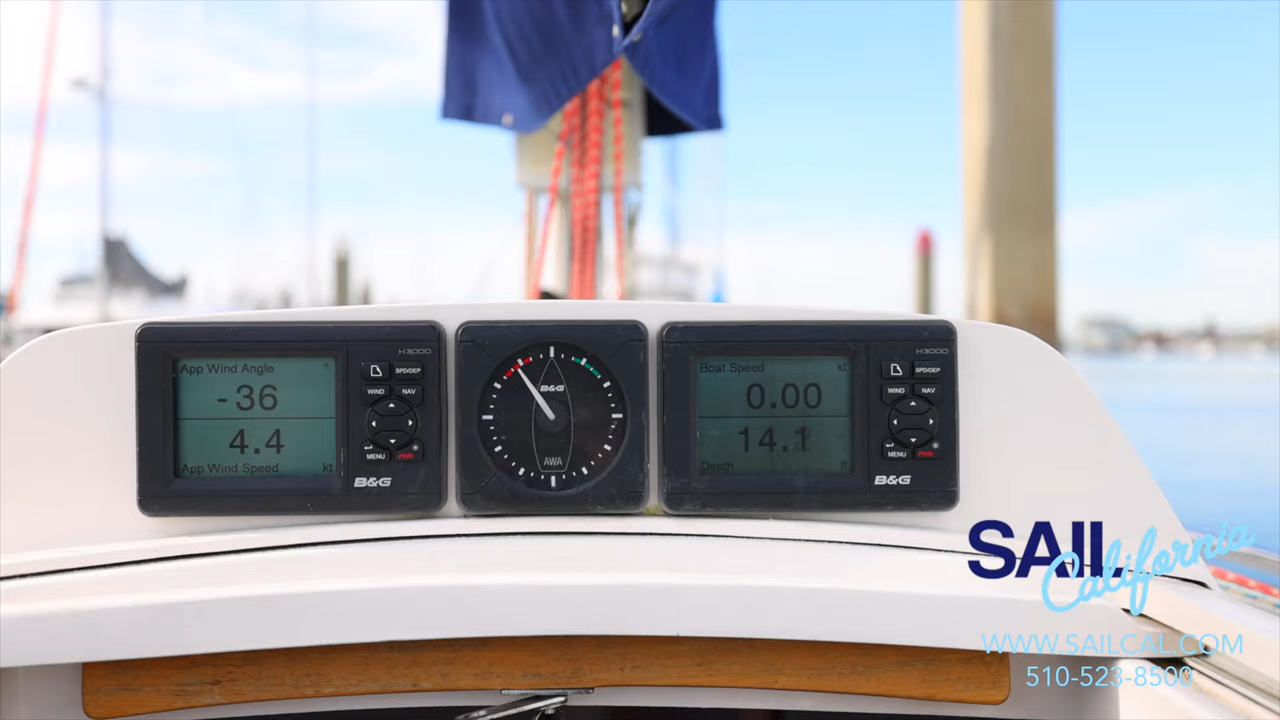 H3000
App Wind Angle °
-36
4.4
App Wind Speed kt
SPD/DEP
WIND NAV
MENU PWR
B&G
B&G
AWA
H3000
Boat Speed kt
0.00
14.1
Depth ft
SPD/DEP
WIND NAV
MENU PWR
B&G
SAIL
California
WWW.SAILCAL.COM
510-523-8500